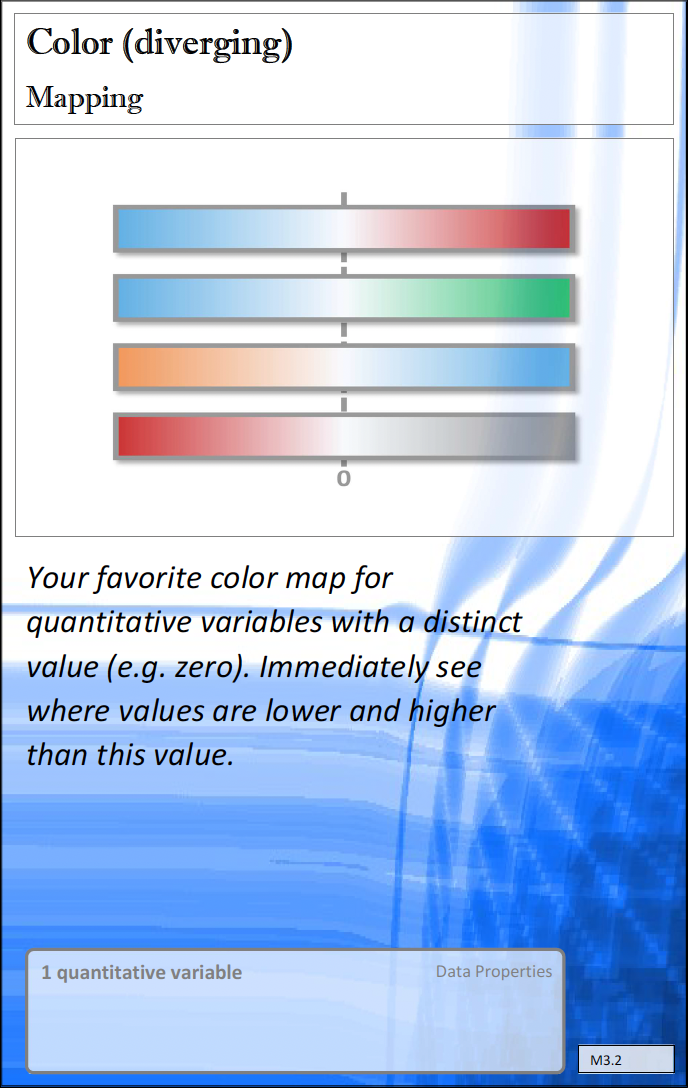 Color (diverging)
Mapping
0
Your favorite color map for
quantitative variables with a distinct
value (e.g. zero). Immediately see
where values are lower and higher
than this value.
1 quantitative variable
Data Properties
M3.2